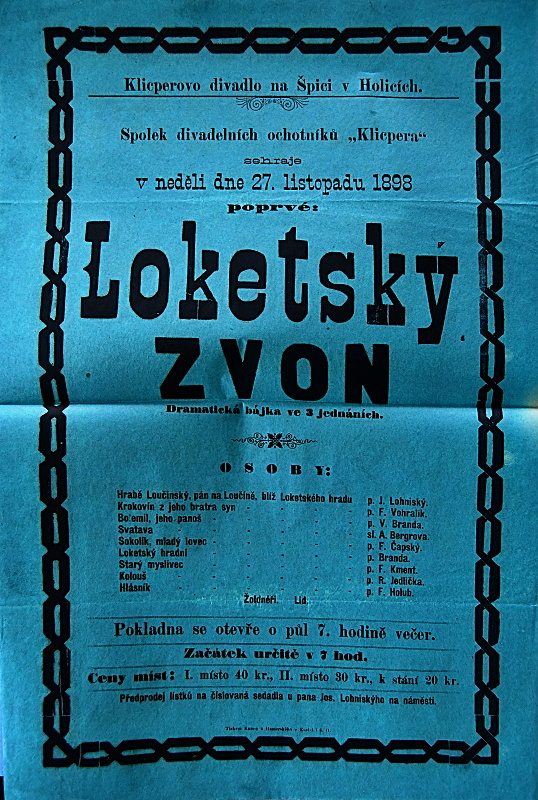 Klicperovo divadlo na Špici v Holicích.
Spolek divadelních ochotníků „Klicpera“
sehraje
v neděli dne 27. listopadu 1898
poprvé:
Loketský
ZVON
Dramatická bájka ve 3 jednáních.
OSOBY:
Hrabě Loučinský, pán na Loučíně, blíž Loketského hradu p. J. Lohniský.
Krokovín z jeho bratra syn - - - - p. F. Vohralík.
Bolemil, jeho panoš - - - - - p. V. Branda.
Svatava - - - - - - sl. A. Bergrova.
Sokolík, mladý lovec - - - - - p. F. Čapský.
Loketský hradní - - - - - p. Branda.
Starý myslivec - - - - - p. F. Kment.
Kolouš - - - - - - p. R. Jedlička.
Hlásník - - - - - - p. F. Holub.
Žoldnéři. Lid.
Pokladna se otevře o půl 7. hodině večer.
Začátek určitě v 7 hod.
Ceny míst: I. místo 40 kr., II. místo 30 kr., k stání 20 kr.
Předprodej lístků na číslovaná sedadla u pana Jos. Lohniského na náměstí.
Tiskem